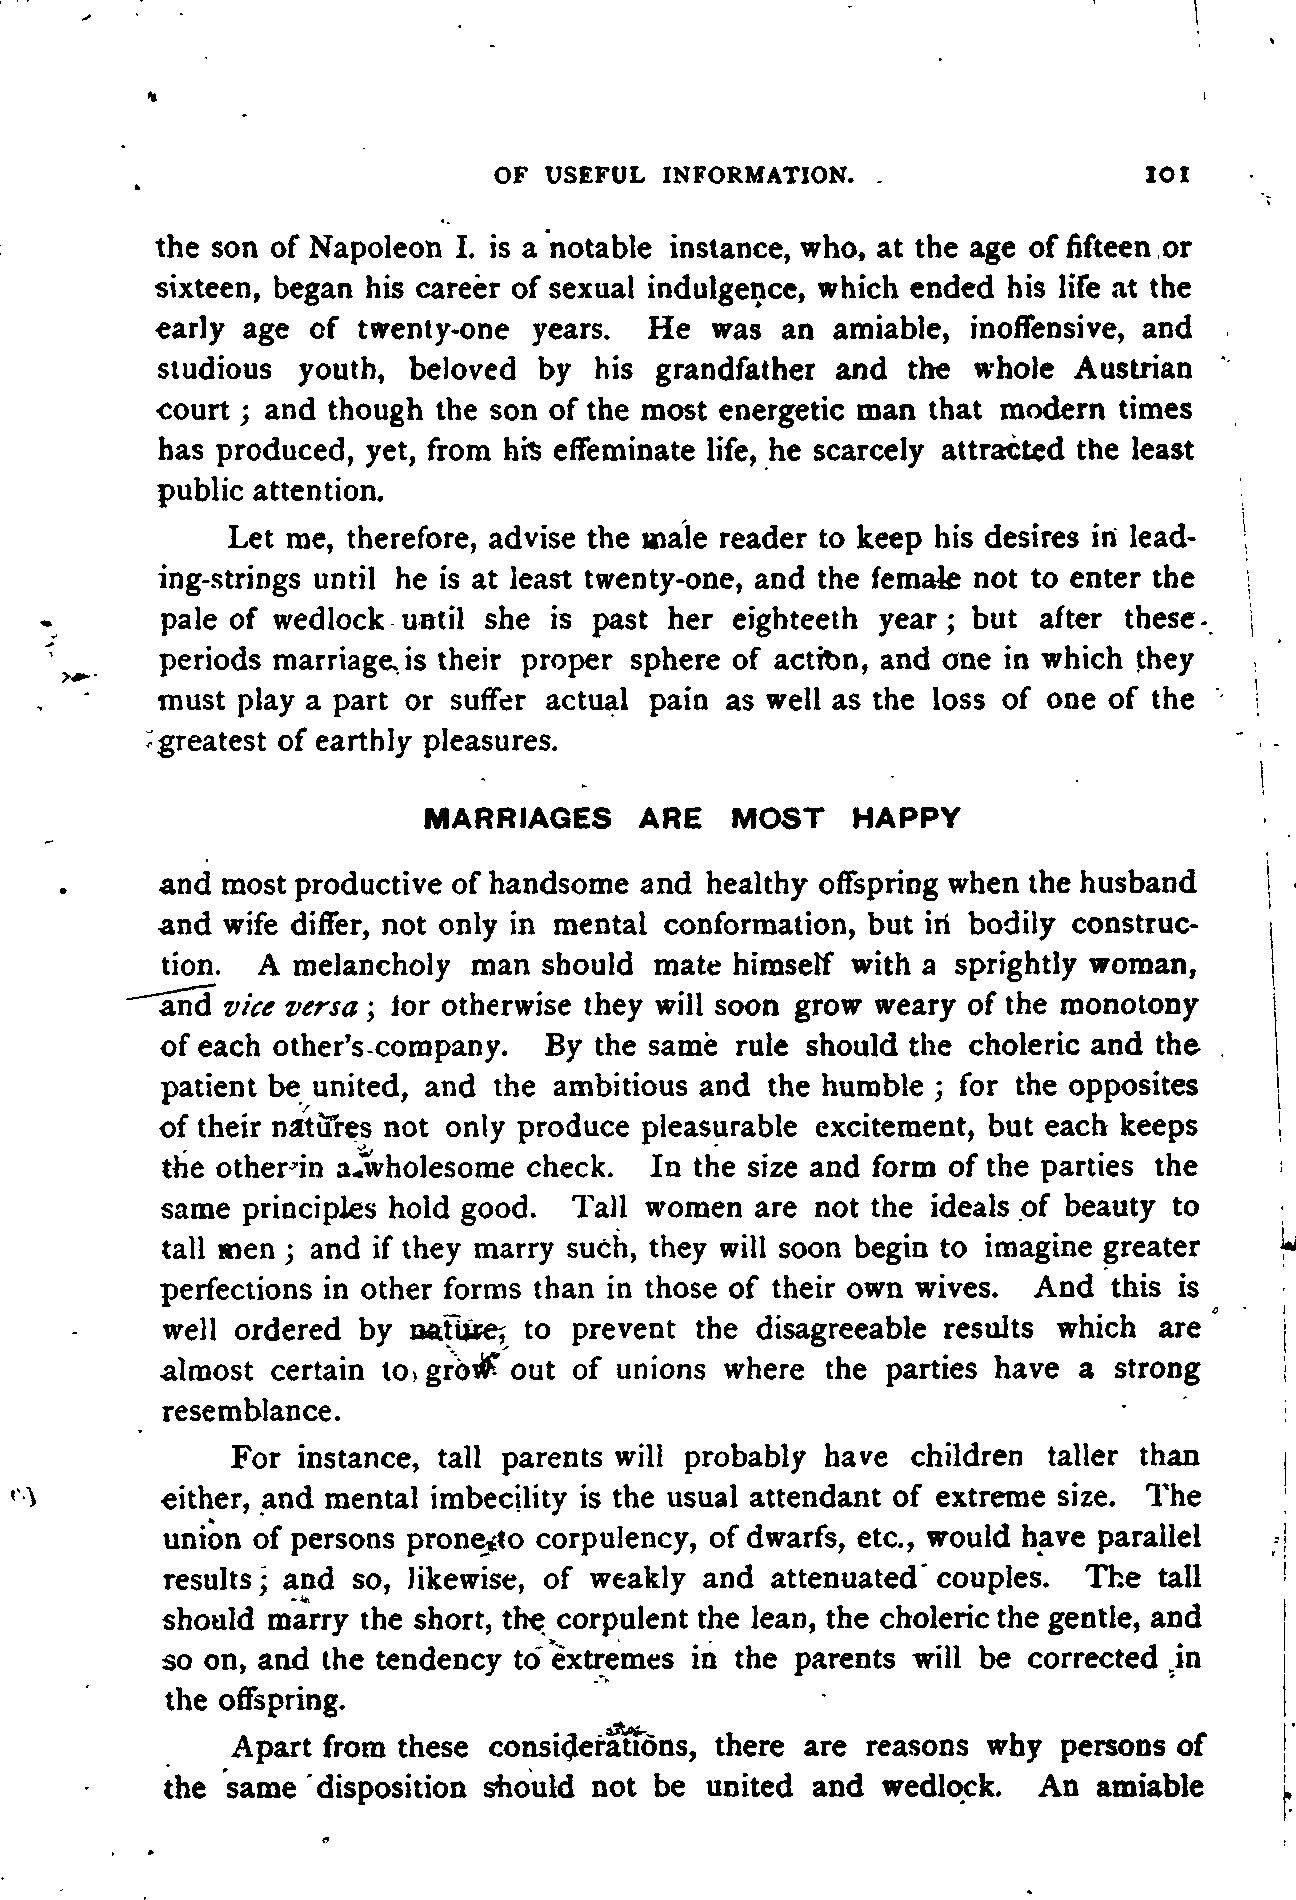 OF USEFUL INFORMATION. 101
the son of Napoleon I. is a notable instance, who, at the age of fifteen or
sixteen, began his career of sexual indulgence, which ended his life at the
early age of twenty-one years. He was an amiable, inoffensive, and
studious youth, beloved by his grandfather and the whole Austrian
court ; and though the son of the most energetic man that modern times
has produced, yet, from his effeminate life, he scarcely attracted the least
public attention.
Let me, therefore, advise the male reader to keep his desires in lead-
ing-strings until he is at least twenty-one, and the female not to enter the
pale of wedlock until she is past her eighteeth year ; but after these
periods marriage is their proper sphere of action, and one in which they
must play a part or suffer actual pain as well as the loss of one of the
greatest of earthly pleasures.
MARRIAGES ARE MOST HAPPY
and most productive of handsome and healthy offspring when the husband
and wife differ, not only in mental conformation, but in bodily construc-
tion. A melancholy man should mate himself with a sprightly woman,
and vice versa ; for otherwise they will soon grow weary of the monotony
of each other's company. By the same rule should the choleric and the
patient be united, and the ambitious and the humble ; for the opposites
of their natures not only produce pleasurable excitement, but each keeps
the other in a wholesome check. In the size and form of the parties the
same principles hold good. Tall women are not the ideals of beauty to
tall men ; and if they marry such, they will soon begin to imagine greater
perfections in other forms than in those of their own wives. And this is
well ordered by nature, to prevent the disagreeable results which are
almost certain to grow out of unions where the parties have a strong
resemblance.
For instance, tall parents will probably have children taller than
either, and mental imbecility is the usual attendant of extreme size. The
union of persons prone to corpulency, of dwarfs, etc., would have parallel
results ; and so, likewise, of weakly and attenuated couples. The tall
should marry the short, the corpulent the lean, the choleric the gentle, and
so on, and the tendency to extremes in the parents will be corrected in
the offspring.
Apart from these considerations, there are reasons why persons of
the same disposition should not be united and wedlock. An amiable